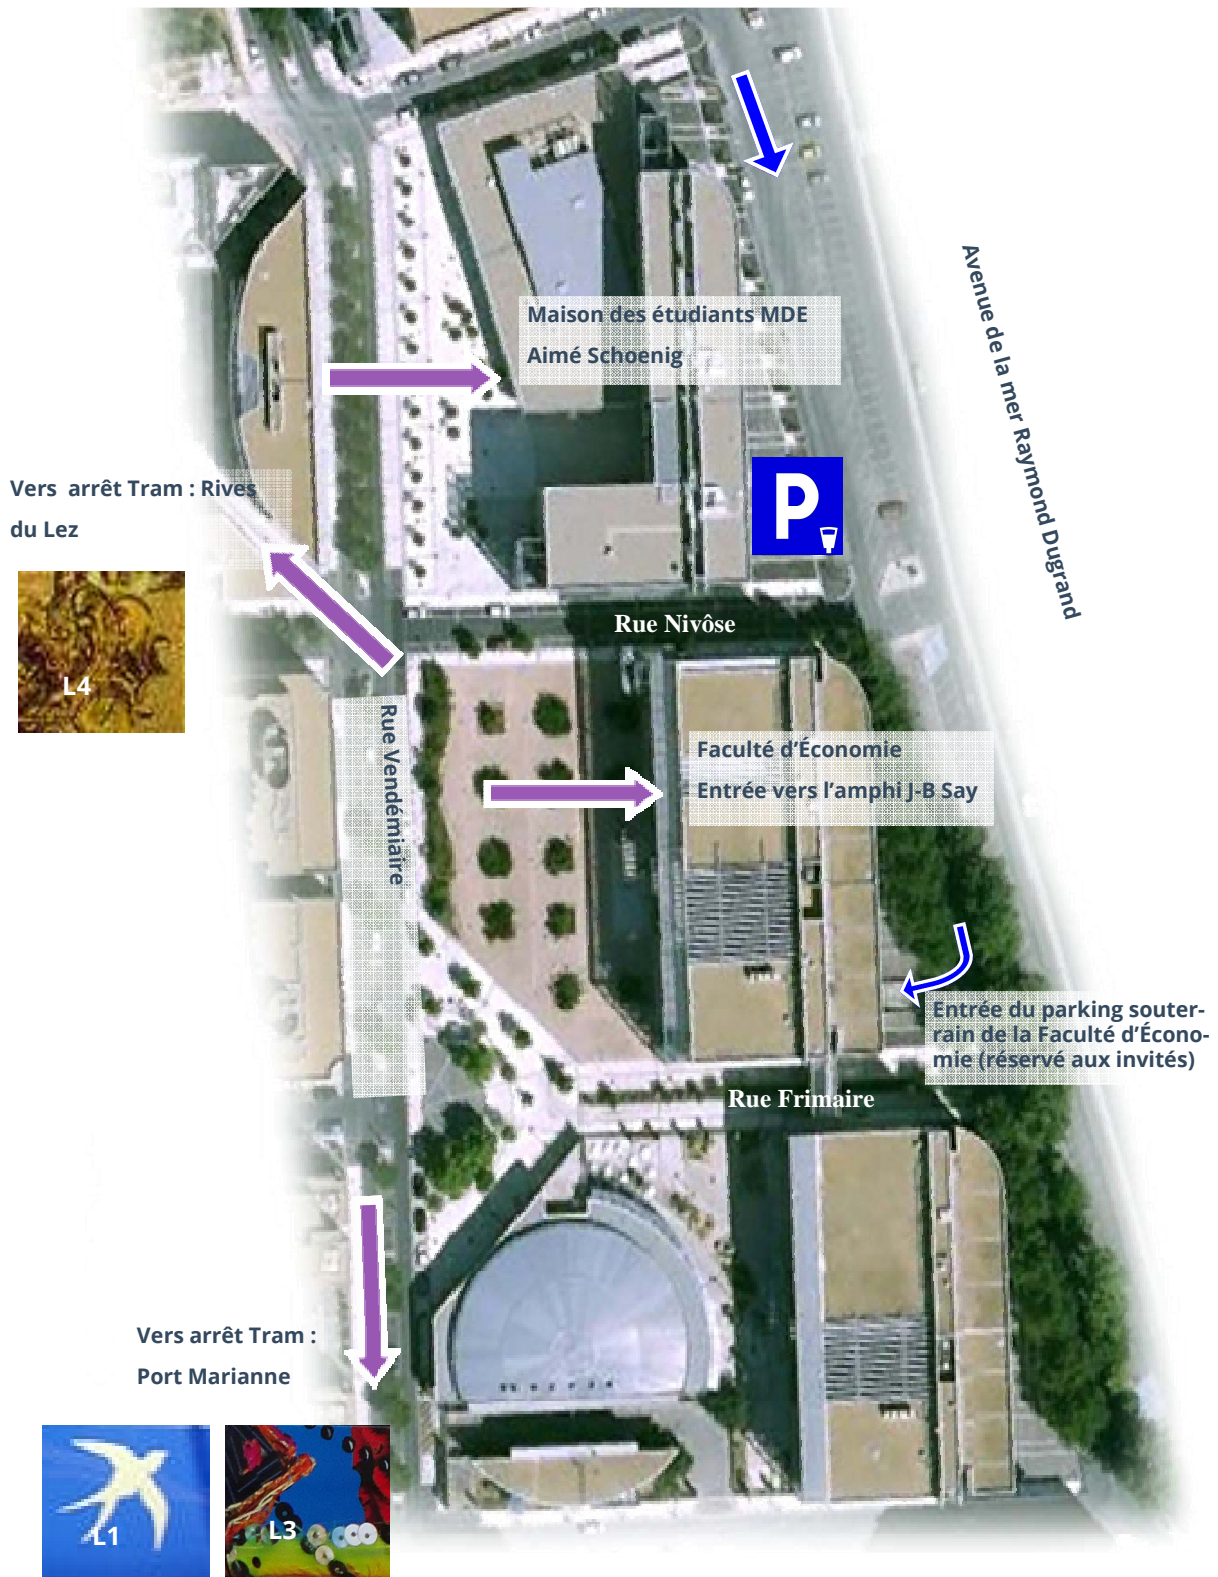 Maison des étudiants MDE
Aimé Schoenig
Avenue de la mer Raymond Dugrand
Vers arrêt Tram : Rives
du Lez
P
L4
Rue Nivôse
Rue Vendémiaire
Faculté d'Économie
Entrée vers l'amphi J-B Say
Entrée du parking souter-
rain de la Faculté d'Écono-
mie (réservé aux invités)
Rue Frimaire
Vers arrêt Tram :
Port Marianne
L1
L3